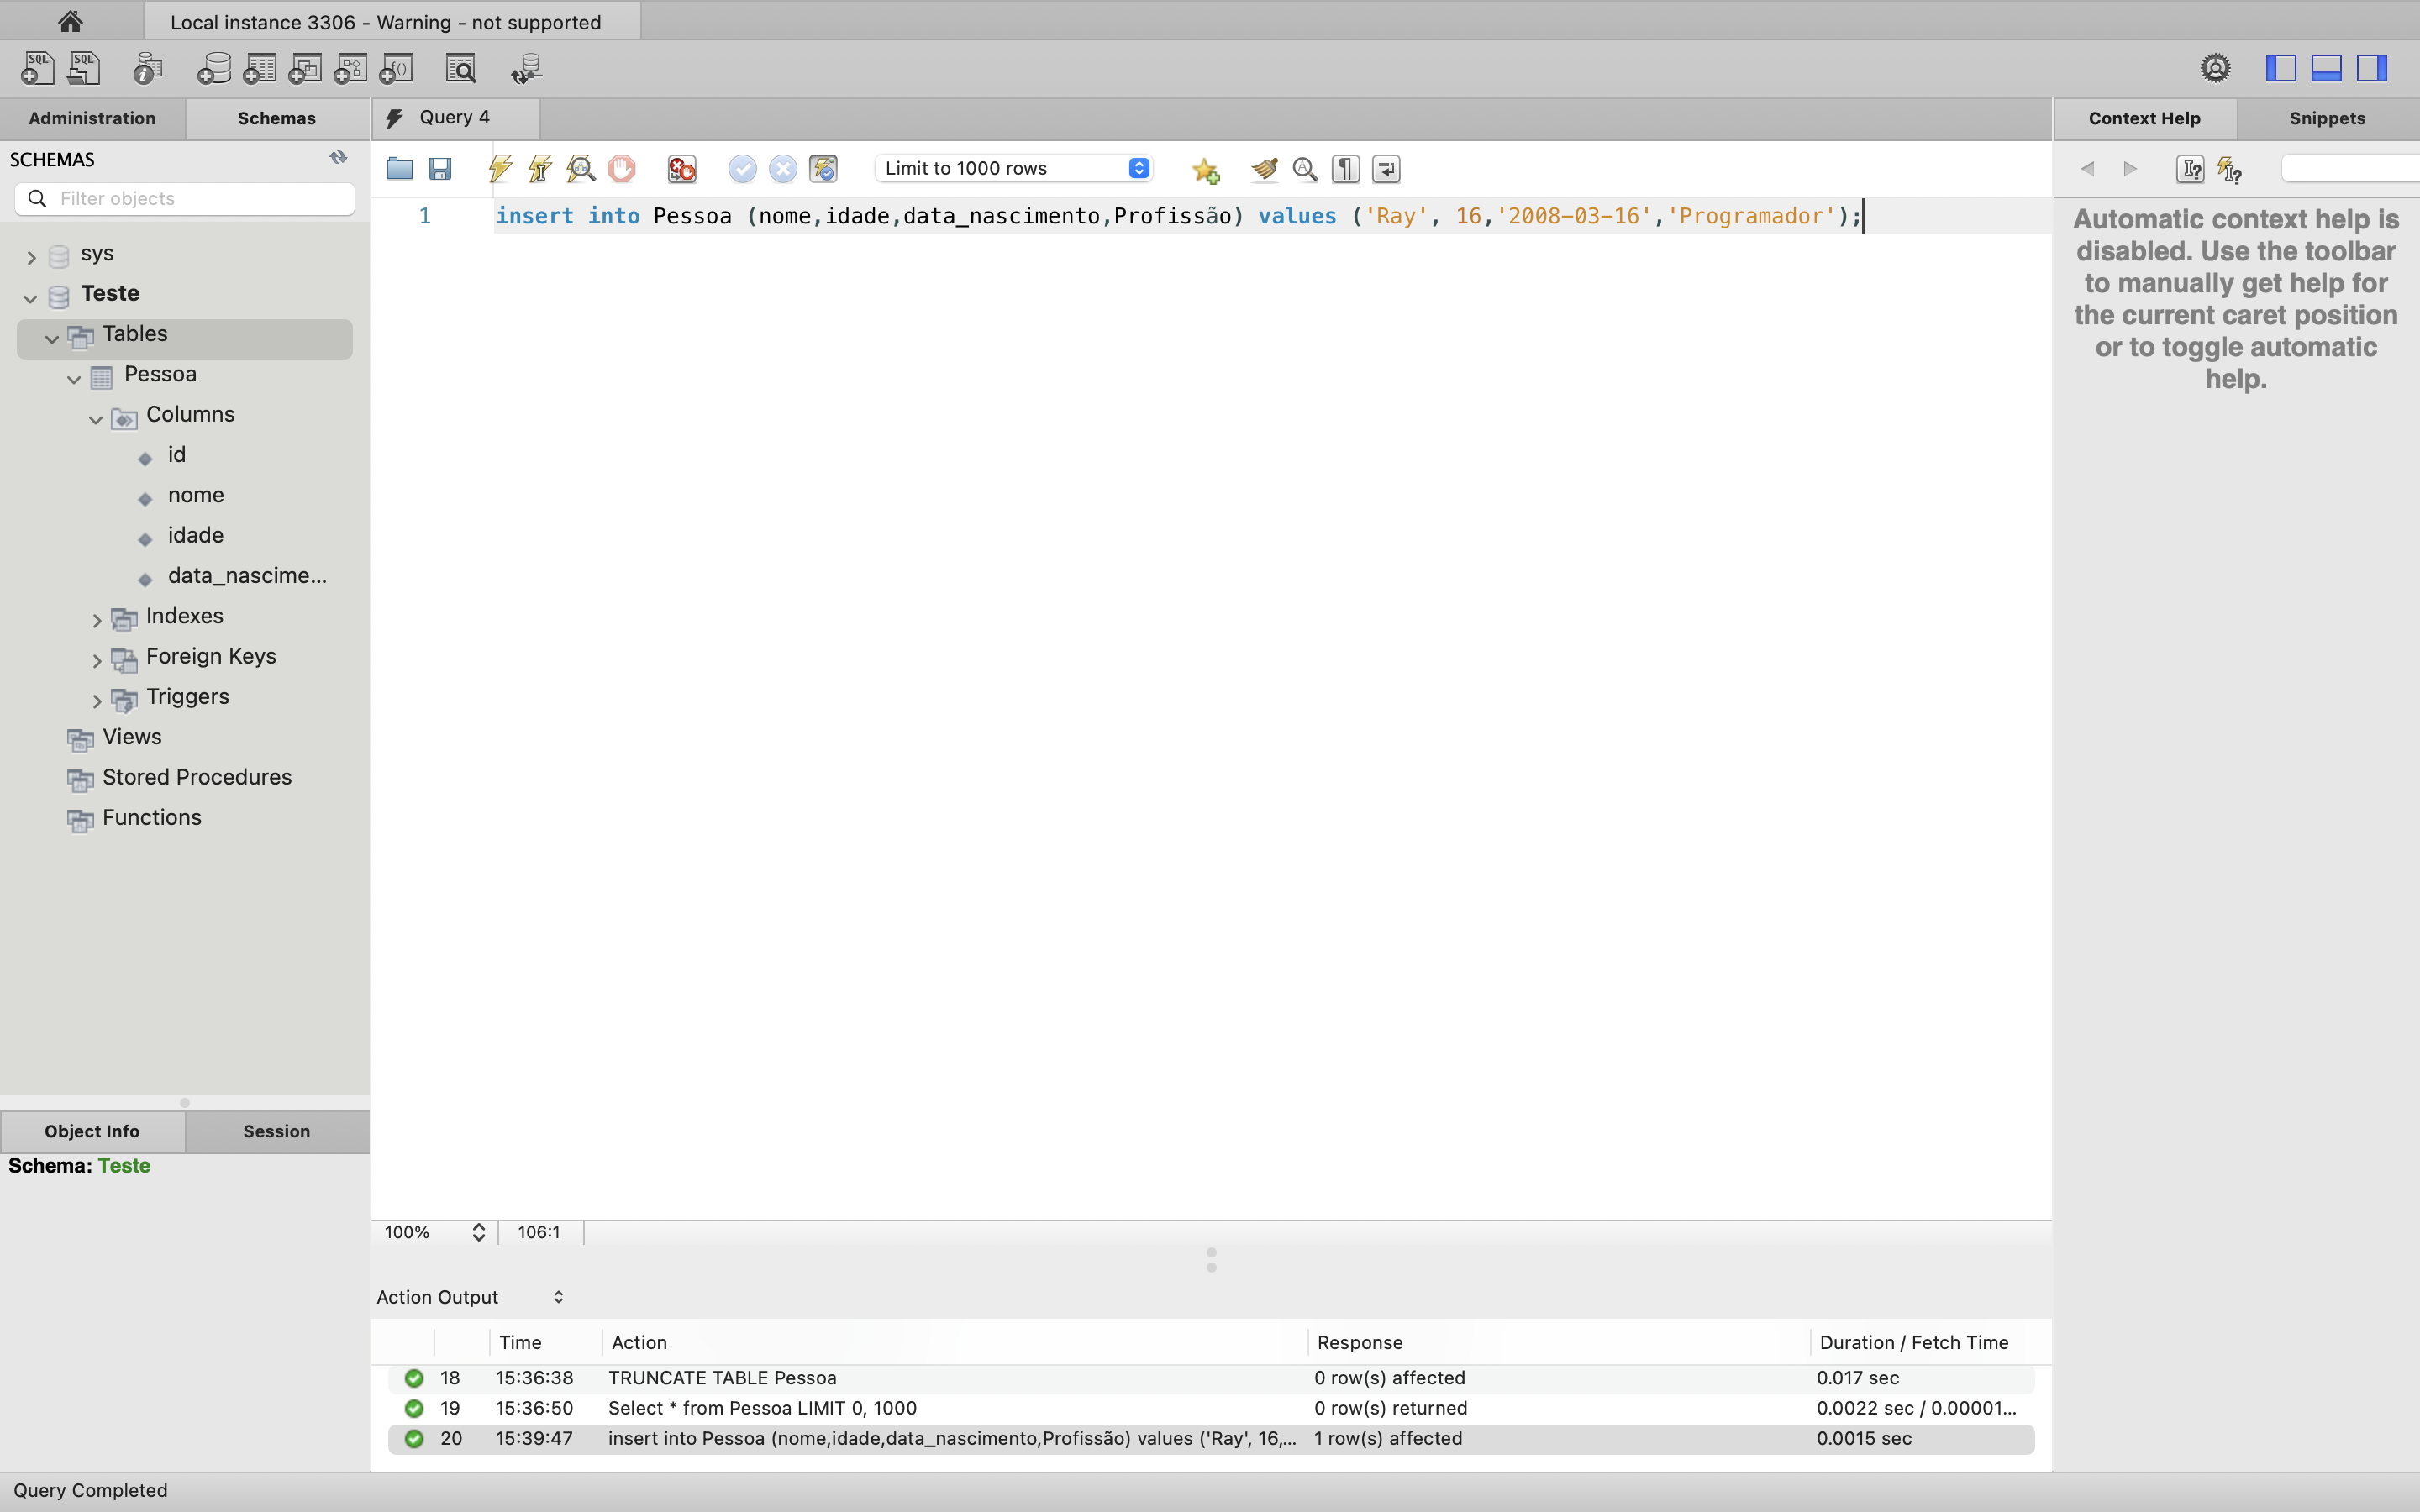 Local instance 3306 - Warning - not supported
SQL SQL
Administration Schemas
Query 4
Context Help Snippets
SCHEMAS
Filter objects
Limit to 1000 rows
1 insert into Pessoa (nome,idade,data_nascimento,Profissão) values ('Ray', 16,'2008-03-16','Programador');
sys
Teste
Tables
Pessoa
Columns
id
nome
idade
data_nascime...
Indexes
Foreign Keys
Triggers
Views
Stored Procedures
Functions
Automatic context help is
disabled. Use the toolbar
to manually get help for
the current caret position
or to toggle automatic
help.
Object Info Session
Schema: Teste
100% 106:1
Action Output
Time Action Response Duration / Fetch Time
18 15:36:38 TRUNCATE TABLE Pessoa 0 row(s) affected 0.017 sec
19 15:36:50 Select * from Pessoa LIMIT 0, 1000 0 row(s) returned 0.0022 sec / 0.00001...
20 15:39:47 insert into Pessoa (nome,idade,data_nascimento,Profissão) values ('Ray', 16,... 1 row(s) affected 0.0015 sec
Query Completed